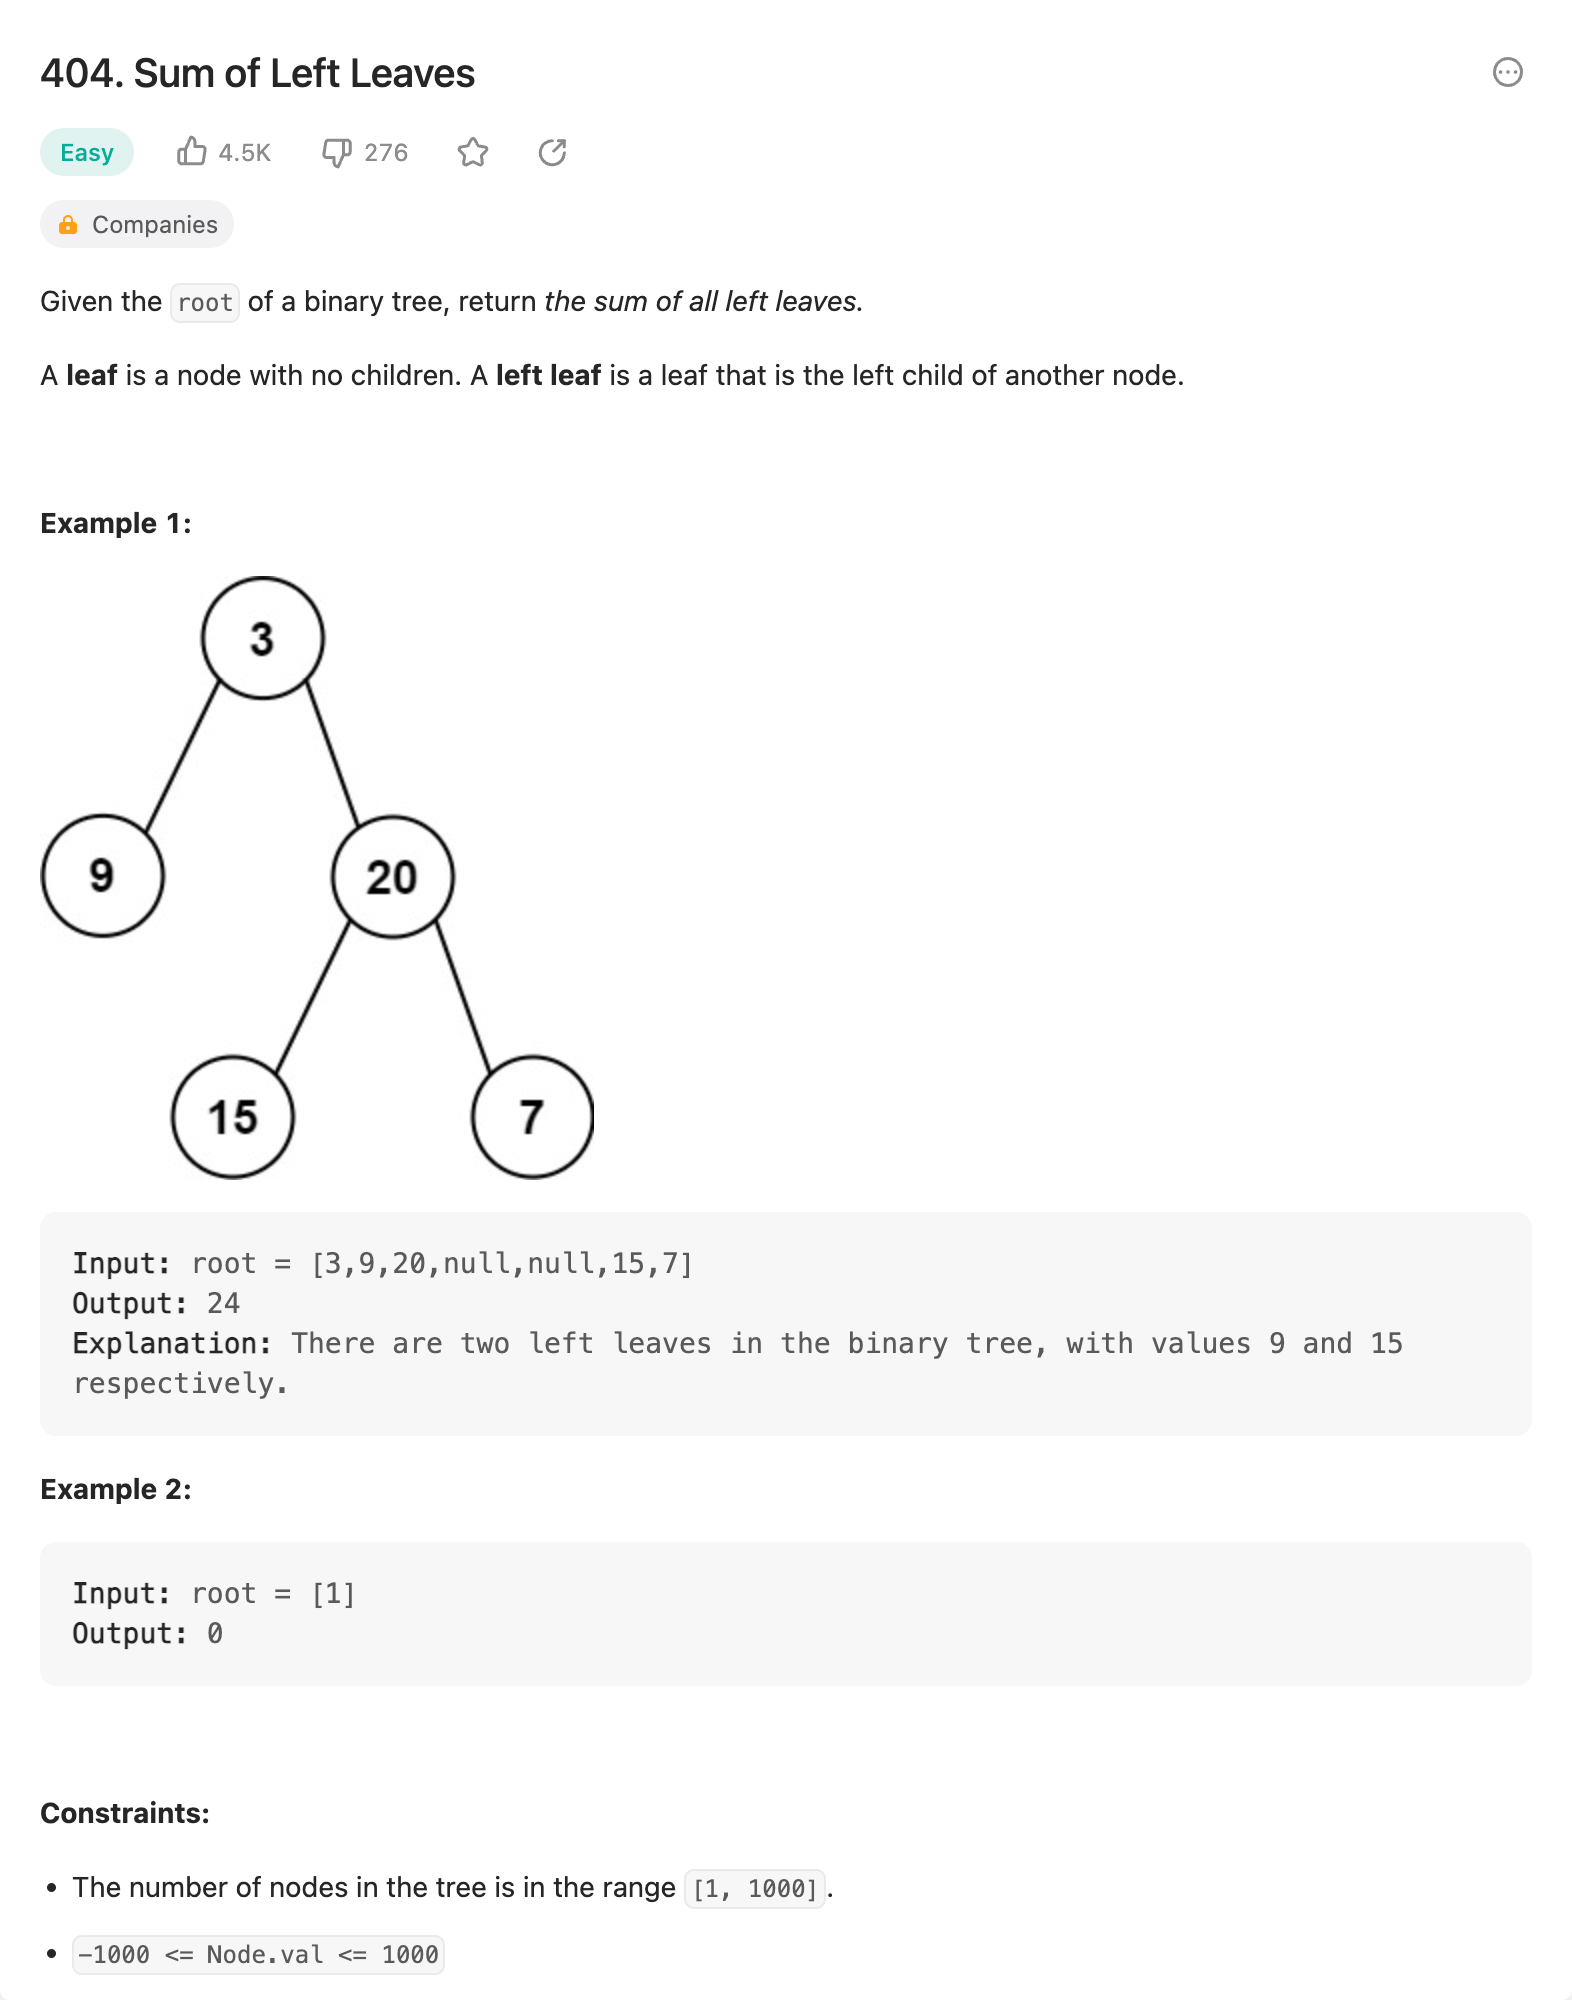 404. Sum of Left Leaves
Easy 4.5K 276
Companies
Given the root of a binary tree, return the sum of all left leaves.
A leaf is a node with no children. A left leaf is a leaf that is the left child of another node.
Example 1:
3
9 20
15 7
Input: root = [3,9,20,null,null,15,7]
Output: 24
Explanation: There are two left leaves in the binary tree, with values 9 and 15
respectively.
Example 2:
Input: root = [1]
Output: 0
Constraints:
• The number of nodes in the tree is in the range [1, 1000].
• -1000 <= Node.val <= 1000